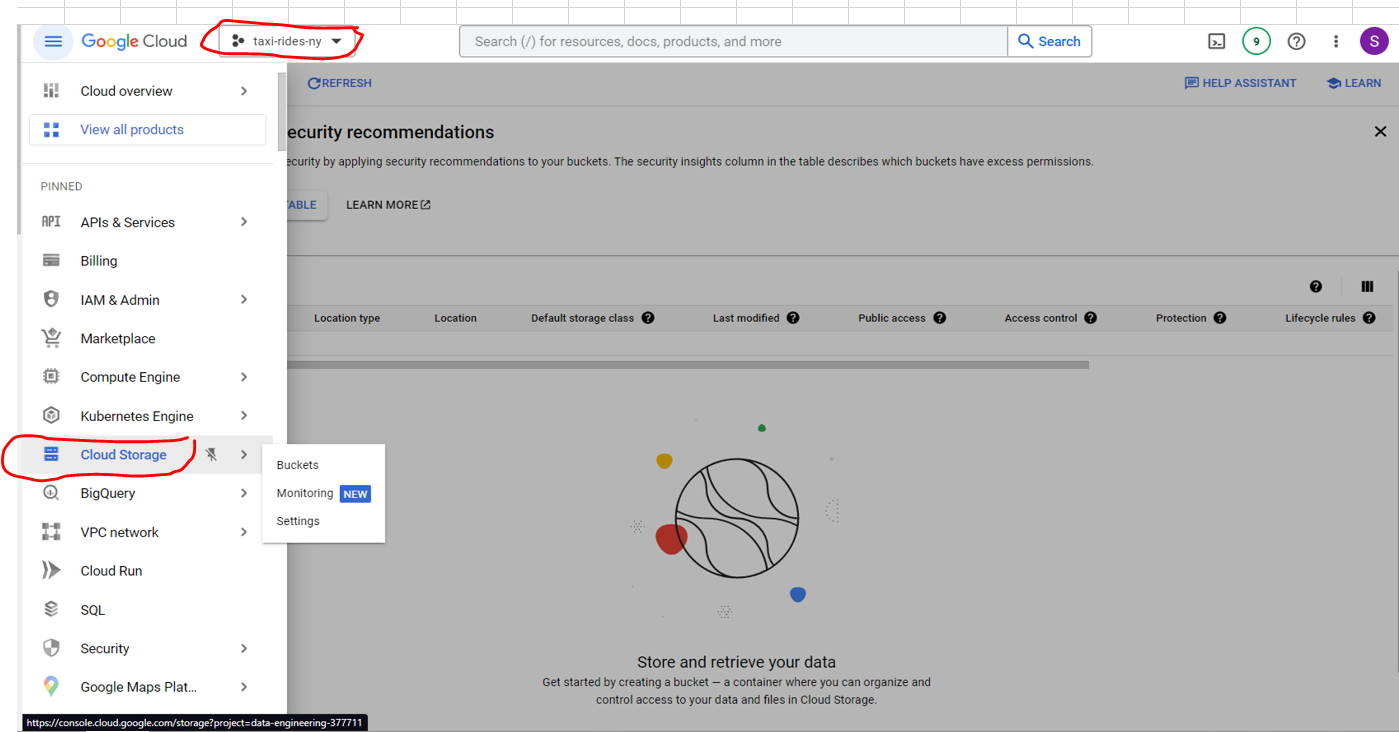 Google Cloud
taxi-rides-ny
Search (/) for resources, docs, products, and more
Search
9
S
Cloud overview
View all products
PINNED
API
APIs & Services
Billing
IAM & Admin
Marketplace
Compute Engine
Kubernetes Engine
Cloud Storage
BigQuery
VPC network
Cloud Run
SQL
Security
Google Maps Plat...
Buckets
Monitoring NEW
Settings
REFRESH
HELP ASSISTANT
LEARN
ecurity recommendations
ecurity by applying security recommendations to your buckets. The security insights column in the table describes which buckets have excess permissions.
TABLE
LEARN MORE
Location type
Location
Default storage class
Last modified
Public access
Access control
Protection
Lifecycle rules
Store and retrieve your data
Get started by creating a bucket — a container where you can organize and
control access to your data and files in Cloud Storage.
https://console.cloud.google.com/storage?project=data-engineering-377711